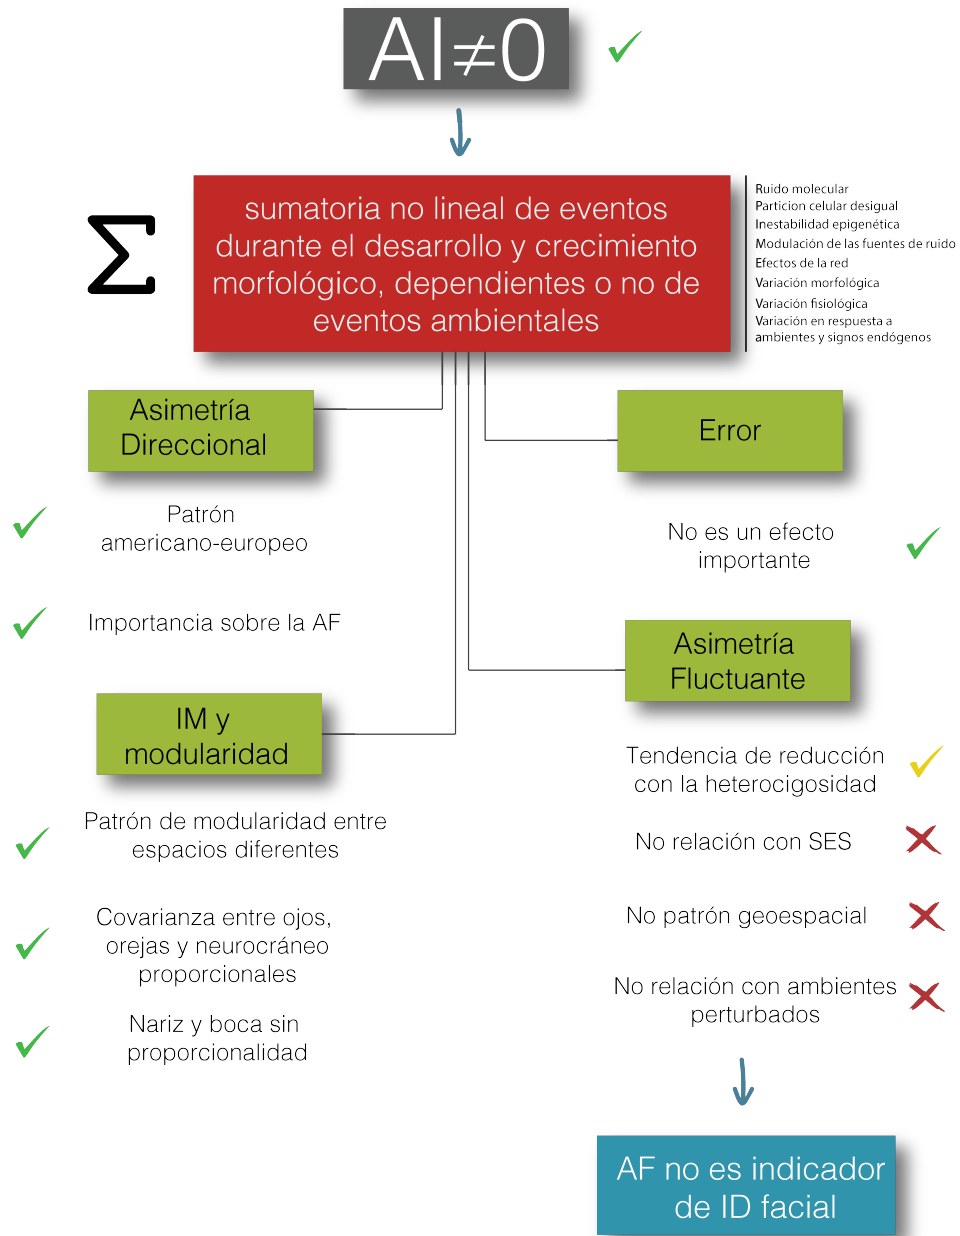 AI≠0
Σ
sumatoria no lineal de eventos
durante el desarrollo y crecimiento
morfológico, dependientes o no de
eventos ambientales
Ruido molecular
Particion celular desigual
Inestabilidad epigenética
Modulación de las fuentes de ruido
Efectos de la red
Variación morfológica
Variación fisiológica
Variación en respuesta a
ambientes y signos endógenos
Asimetría
Direccional
Patrón
americano-europeo
Importancia sobre la AF
IM y
modularidad
Patrón de modularidad entre
espacios diferentes
Covarianza entre ojos,
orejas y neurocráneo
proporcionales
Nariz y boca sin
proporcionalidad
Error
No es un efecto
importante
Asimetría
Fluctuante
Tendencia de reducción
con la heterocigosidad
No relación con SES
No patrón geoespacial
No relación con ambientes
perturbados
AF no es indicador
de ID facial